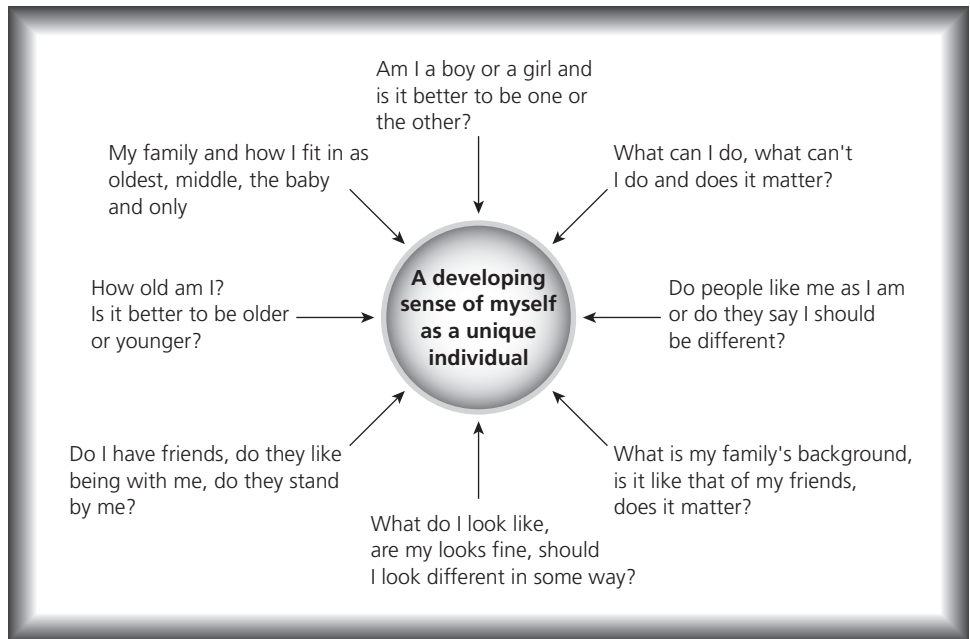 Am I a boy or a girl and
is it better to be one or
the other?
My family and how I fit in as
oldest, middle, the baby
and only
What can I do, what can't
I do and does it matter?
How old am I?
Is it better to be older
or younger?
A developing
sense of myself
as a unique
individual
Do people like me as I am
or do they say I should
be different?
Do I have friends, do they like
being with me, do they stand
by me?
What is my family's background,
is it like that of my friends,
does it matter?
What do I look like,
are my looks fine, should
I look different in some way?